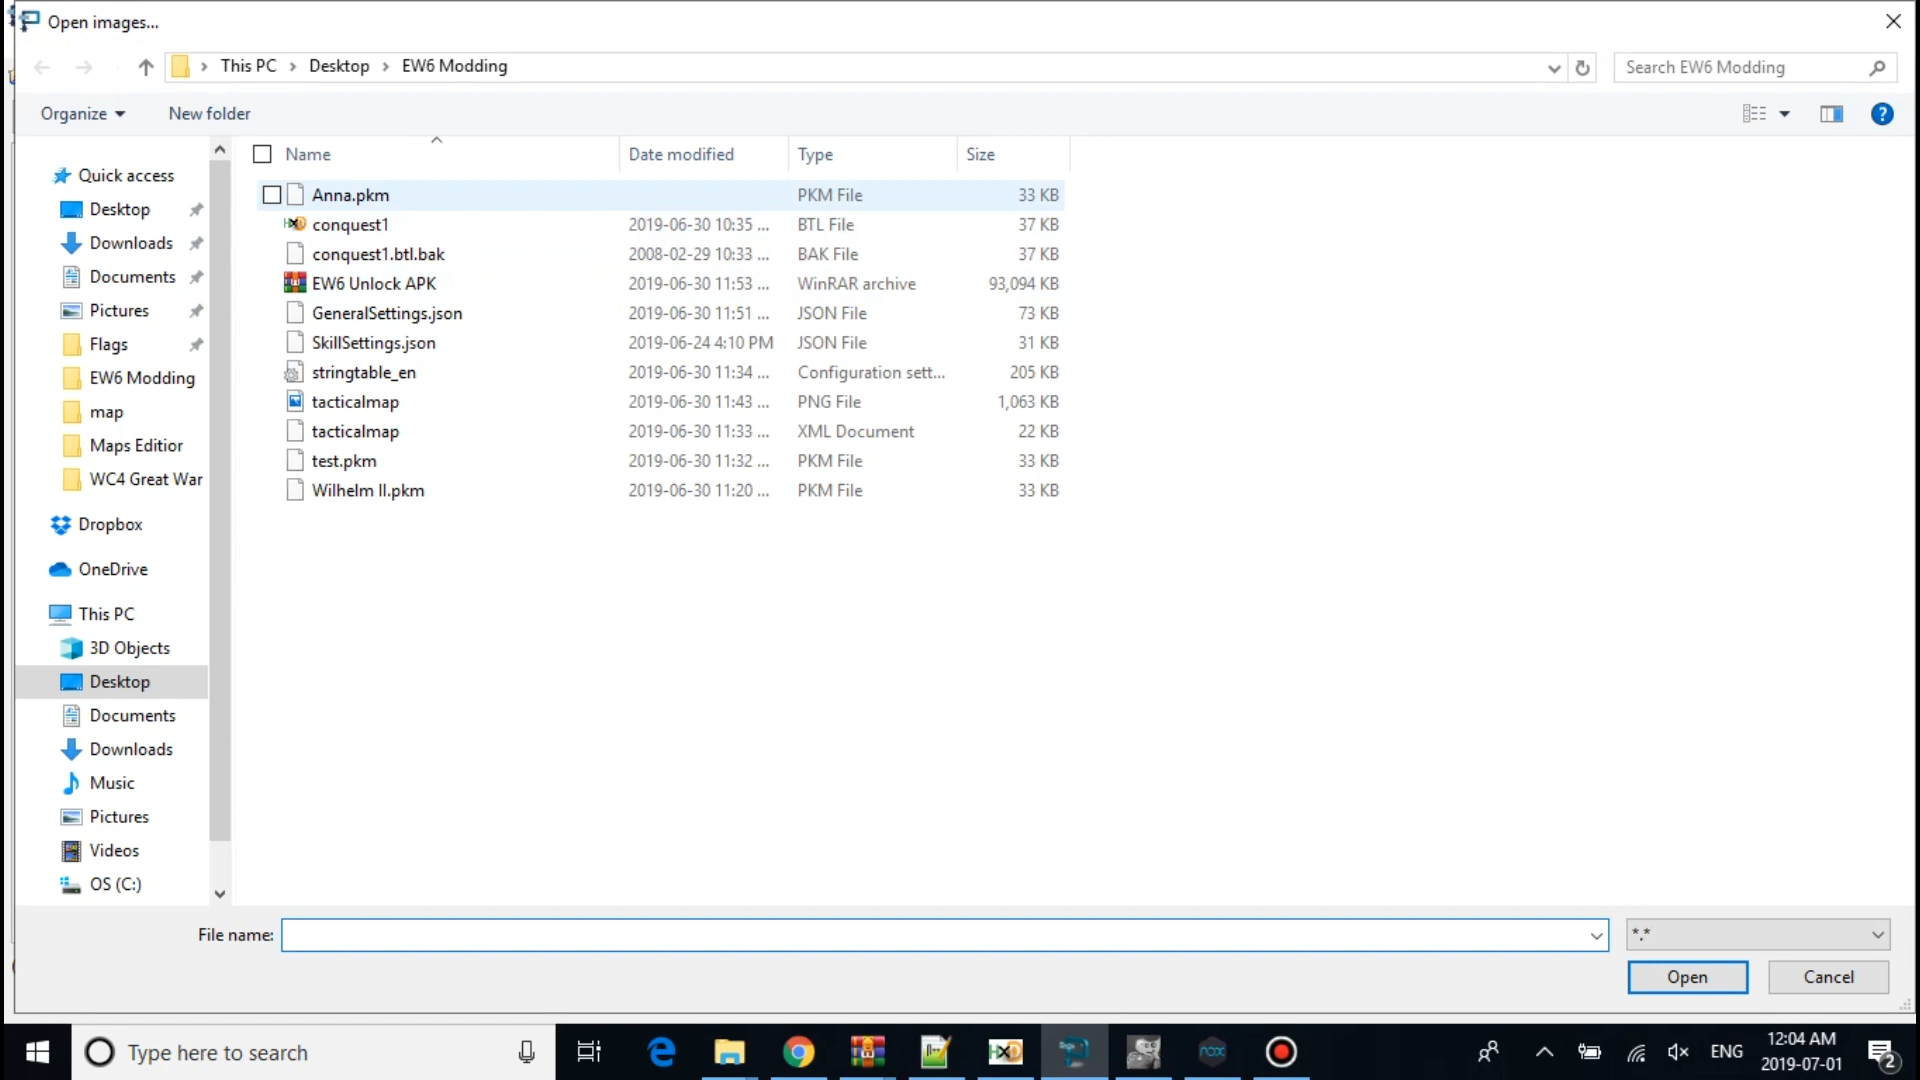 Open images...
This PC > Desktop > EW6 Modding
Search EW6 Modding
Organize
New folder
?
Name
Date modified
Type
Size
Quick access
Desktop
Downloads
Documents
Pictures
Flags
EW6 Modding
map
Maps Editior
WC4 Great War
Dropbox
OneDrive
This PC
3D Objects
Desktop
Documents
Downloads
Music
Pictures
Videos
OS (C:)
Anna.pkm PKM File 33 KB
conquest1 2019-06-30 10:35 ... BTL File 37 KB
conquest1.btl.bak 2008-02-29 10:33 ... BAK File 37 KB
EW6 Unlock APK 2019-06-30 11:53 ... WinRAR archive 93,094 KB
GeneralSettings.json 2019-06-30 11:51 ... JSON File 73 KB
SkillSettings.json 2019-06-24 4:10 PM JSON File 31 KB
stringtable_en 2019-06-30 11:34 ... Configuration sett... 205 KB
tacticalmap 2019-06-30 11:43 ... PNG File 1,063 KB
tacticalmap 2019-06-30 11:33 ... XML Document 22 KB
test.pkm 2019-06-30 11:32 ... PKM File 33 KB
Wilhelm II.pkm 2019-06-30 11:20 ... PKM File 33 KB
File name:
*.*
Open
Cancel
Type here to search
nox
ENG
12:04 AM
2019-07-01
2